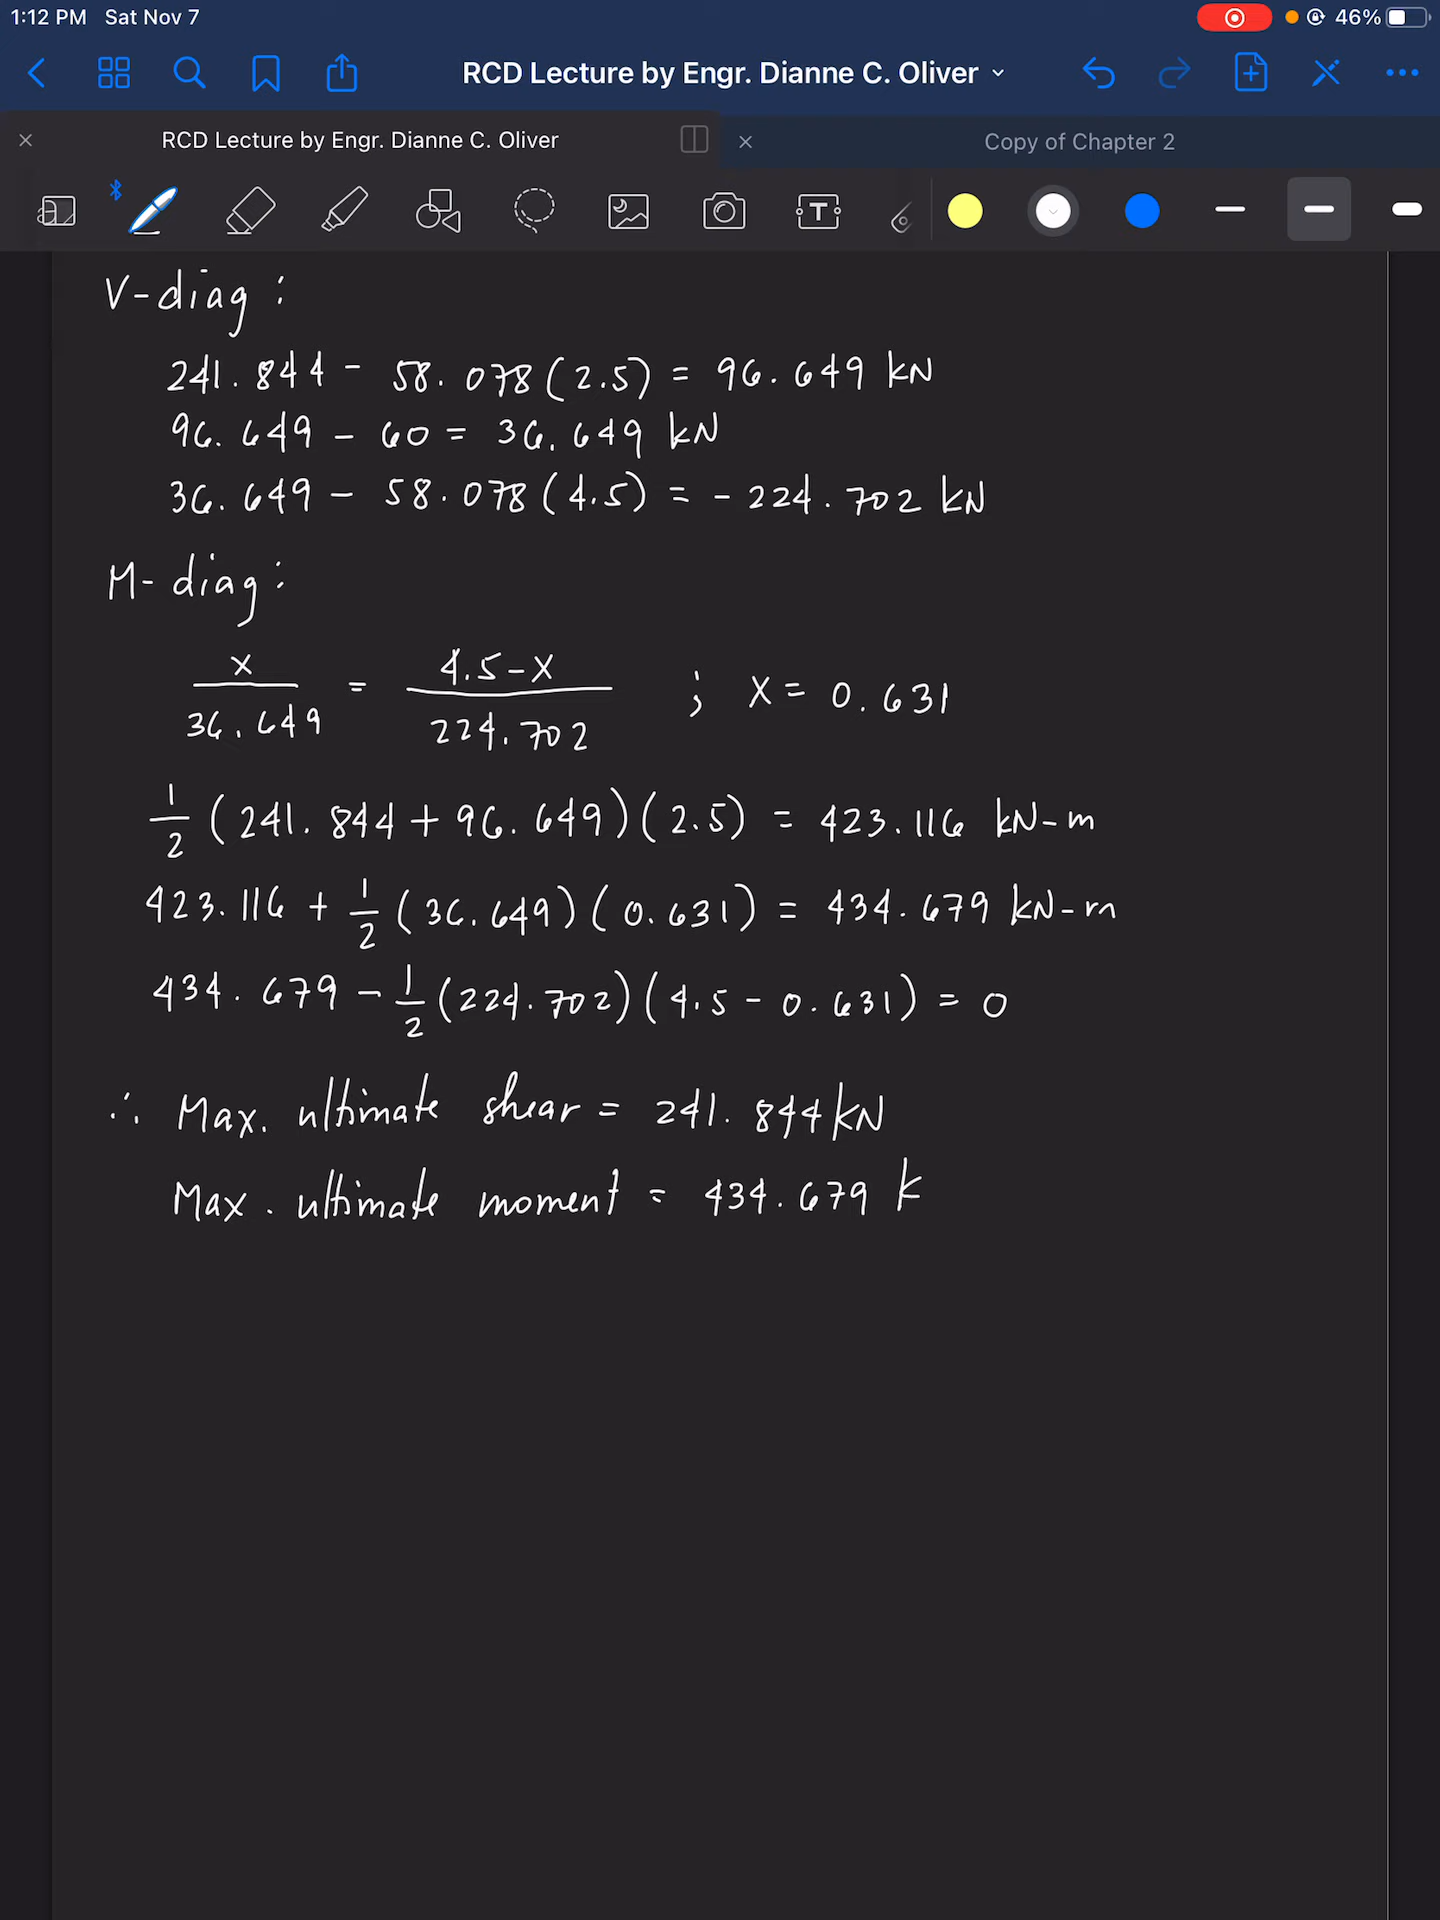 1:12 PM Sat Nov 7 46%
RCD Lecture by Engr. Dianne C. Oliver
RCD Lecture by Engr. Dianne C. Oliver Copy of Chapter 2
V-diag:
241.844 - 58.078(2.5) = 96.649 kN
96.649 - 60 = 36.649 kN
36.649 - 58.078(4.5) = -224.702 kN
M-diag:
x/36.649 = 4.5-x/224.702 ; x = 0.631
1/2 (241.844 + 96.649)(2.5) = 423.116 kN-m
423.116 + 1/2 (36.649)(0.631) = 434.679 kN-m
434.679 - 1/2 (224.702)(4.5 - 0.631) = 0
∴ Max. ultimate shear = 241.844 kN
Max. ultimate moment = 434.679 k